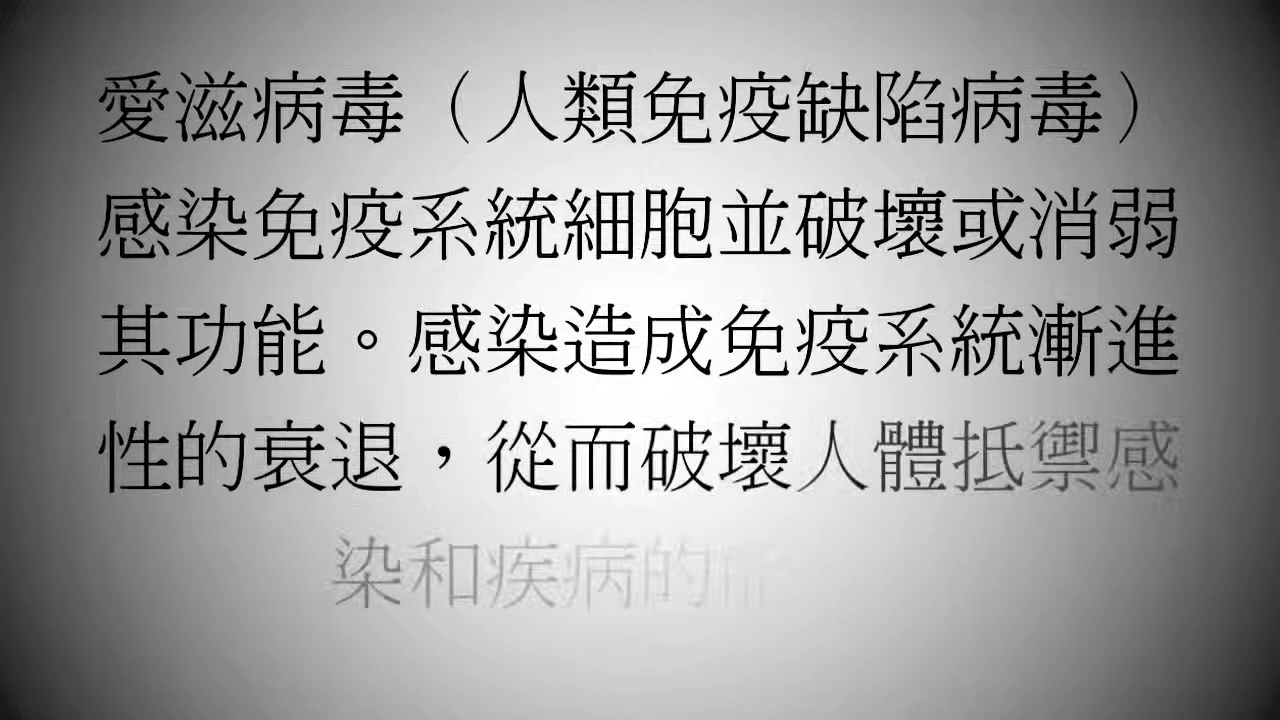 愛滋病毒（人類免疫缺陷病毒）
感染免疫系統細胞並破壞或消弱
其功能。感染造成免疫系統漸進
性的衰退，從而破壞人體抵禦感
染和疾病的